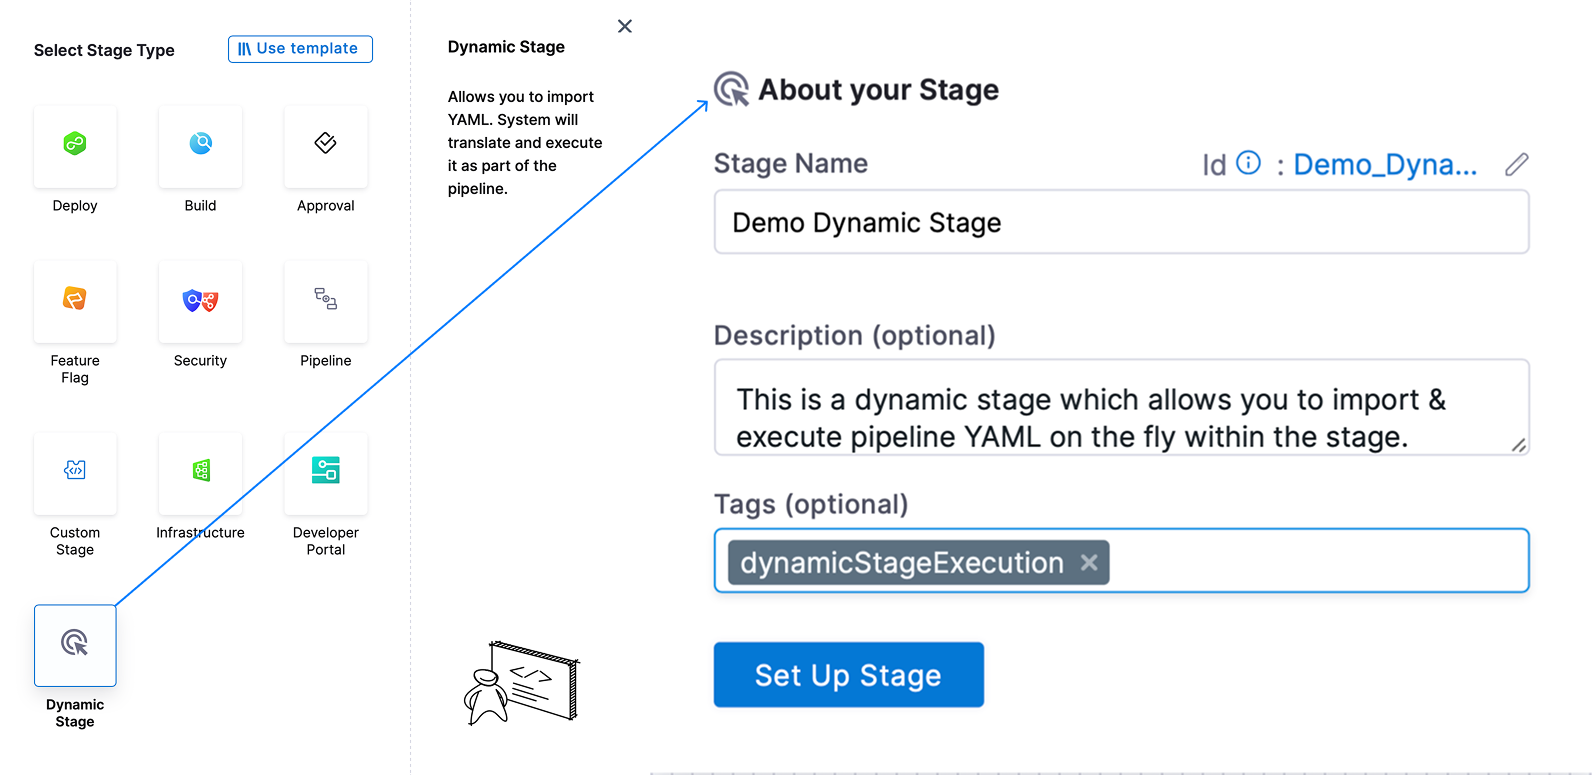 Select Stage Type
Use template
Deploy
Build
Approval
Feature
Flag
Security
Pipeline
Custom
Stage
Infrastructure
Developer
Portal
Dynamic
Stage
Dynamic Stage
Allows you to import
YAML. System will
translate and execute
it as part of the
pipeline.
</>
About your Stage
Stage Name
Id : Demo_Dyna...
Demo Dynamic Stage
Description (optional)
This is a dynamic stage which allows you to import &
execute pipeline YAML on the fly within the stage.
Tags (optional)
dynamicStageExecution
Set Up Stage